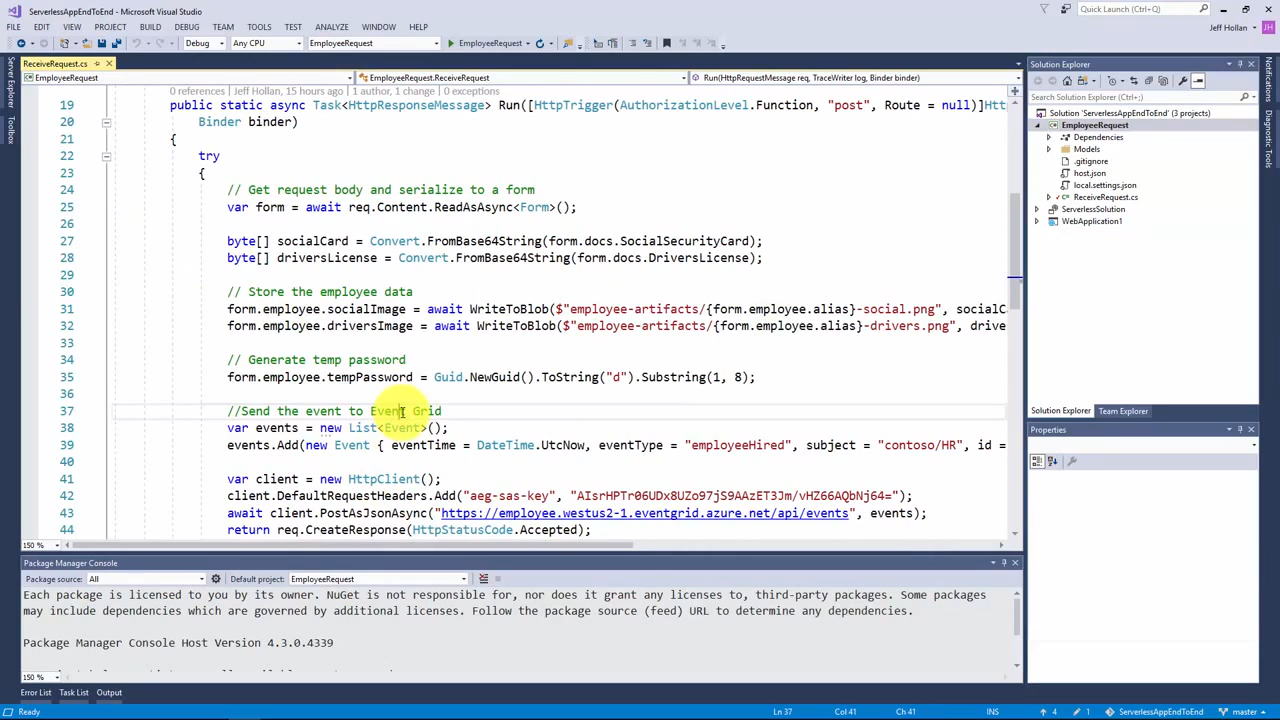 ServerlessAppEndToEnd - Microsoft Visual Studio
Quick Launch (Ctrl+Q)
FILE EDIT VIEW PROJECT BUILD DEBUG TEAM TOOLS TEST ANALYZE WINDOW HELP
Jeff Hollan JH
Debug Any CPU EmployeeRequest EmployeeRequest
Server Explorer
Toolbox
ReceiveRequest.cs
EmployeeRequest EmployeeRequest.ReceiveRequest Run(HttpRequestMessage req, TraceWriter log, Binder binder)
0 references | Jeff Hollan, 15 hours ago | 1 author, 1 change | 0 exceptions
19 public static async Task<HttpResponseMessage> Run([HttpTrigger(AuthorizationLevel.Function, "post", Route = null)]Htt
20 Binder binder)
21 {
22 try
23 {
24 // Get request body and serialize to a form
25 var form = await req.Content.ReadAsAsync<Form>();
26
27 byte[] socialCard = Convert.FromBase64String(form.docs.SocialSecurityCard);
28 byte[] driversLicense = Convert.FromBase64String(form.docs.DriversLicense);
29
30 // Store the employee data
31 form.employee.socialImage = await WriteToBlob($"employee-artifacts/{form.employee.alias}-social.png", socialC
32 form.employee.driversImage = await WriteToBlob($"employee-artifacts/{form.employee.alias}-drivers.png", drive
33
34 // Generate temp password
35 form.employee.tempPassword = Guid.NewGuid().ToString("d").Substring(1, 8);
36
37 //Send the event to Event Grid
38 var events = new List<Event>();
39 events.Add(new Event { eventTime = DateTime.UtcNow, eventType = "employeeHired", subject = "contoso/HR", id =
40
41 var client = new HttpClient();
42 client.DefaultRequestHeaders.Add("aeg-sas-key", "AIsrHPTr06UDx8UZo97jS9AAzET3Jm/vHZ66AQbNj64=");
43 await client.PostAsJsonAsync("https://employee.westus2-1.eventgrid.azure.net/api/events", events);
44 return req.CreateResponse(HttpStatusCode.Accepted);
150 %
Package Manager Console
Package source: All Default project: EmployeeRequest
Each package is licensed to you by its owner. NuGet is not responsible for, nor does it grant any licenses to, third-party packages. Some packages
may include dependencies which are governed by additional licenses. Follow the package source (feed) URL to determine any dependencies.
Package Manager Console Host Version 4.3.0.4339
150 %
Error List Task List Output
Ready Ln 37 Col 41 Ch 41 INS 4 1 ServerlessAppEndToEnd master
Solution Explorer
Search Solution Explorer (Ctrl+;)
Solution 'ServerlessAppEndToEnd' (3 projects)
EmployeeRequest
Dependencies
Models
.gitignore
host.json
local.settings.json
ReceiveRequest.cs
ServerlessSolution
WebApplication1
Solution Explorer Team Explorer
Properties
Notifications
Diagnostic Tools